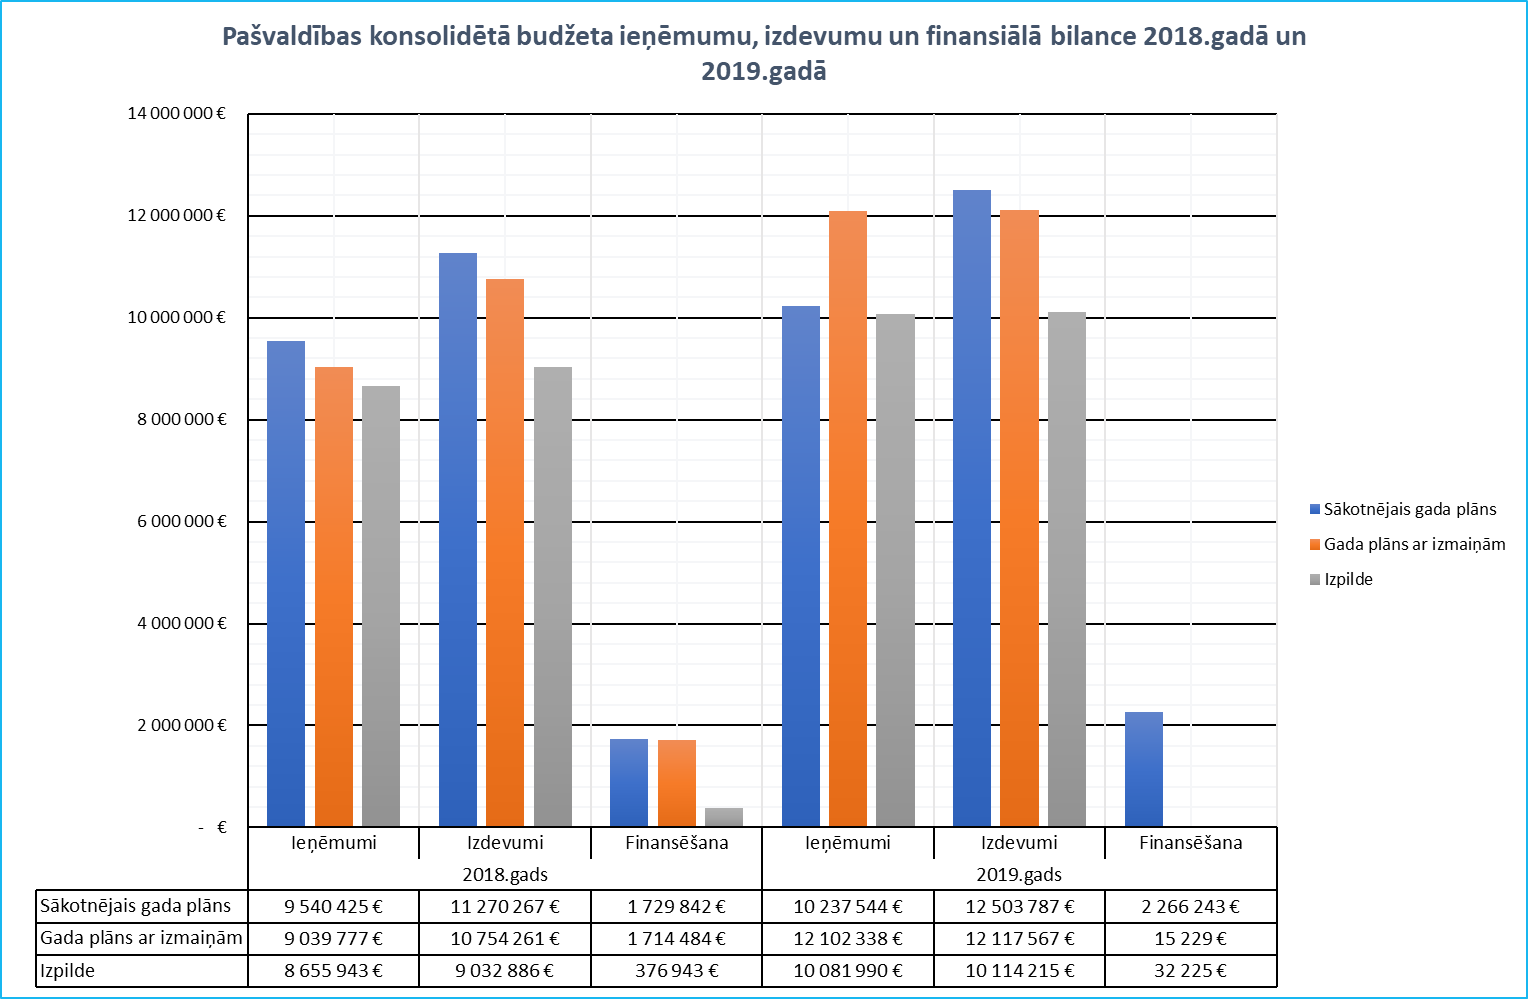 Pašvaldības konsolidētā budžeta ieņēmumu, izdevumu un finansiālā bilance 2018.gadā un
2019.gadā
14 000 000 €
12 000 000 €
10 000 000 €
8 000 000 €
6 000 000 €
4 000 000 €
2 000 000 €
- €
Sākotnējais gada plāns
Gada plāns ar izmaiņām
Izpilde
Ieņēmumi Izdevumi Finansēšana Ieņēmumi Izdevumi Finansēšana
2018.gads 2019.gads
Sākotnējais gada plāns 9 540 425 € 11 270 267 € 1 729 842 € 10 237 544 € 12 503 787 € 2 266 243 €
Gada plāns ar izmaiņām 9 039 777 € 10 754 261 € 1 714 484 € 12 102 338 € 12 117 567 € 15 229 €
Izpilde 8 655 943 € 9 032 886 € 376 943 € 10 081 990 € 10 114 215 € 32 225 €